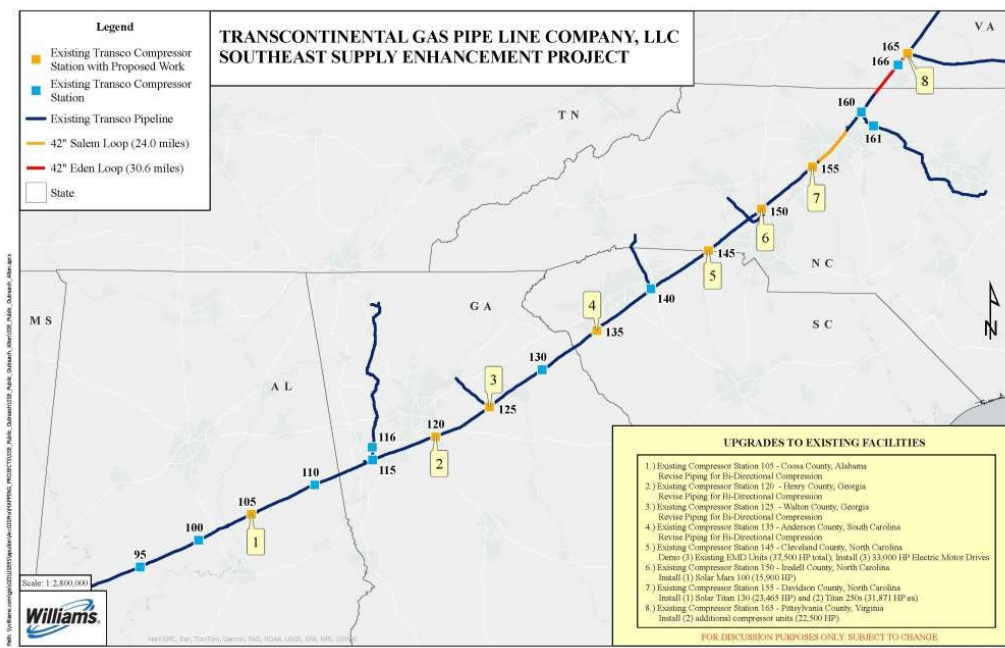 Legend
Existing Transco Compressor
Station with Proposed Work
Existing Transco Compressor
Station
Existing Transco Pipeline
42" Salem Loop (24.0 miles)
42" Eden Loop (30.6 miles)
State
TRANSCONTINENTAL GAS PIPE LINE COMPANY, LLC
SOUTHEAST SUPPLY ENHANCEMENT PROJECT
VA
165
166
8
TN
160
161
155
7
150
6
145
5
NC
SC
140
4
135
MS
GA
130
3
125
AL
120
2
116
115
110
105
1
100
95
N
UPGRADES TO EXISTING FACILITIES
1.) Existing Compressor Station 105 - Coosa County, Alabama
Revise Piping for Bi-Directional Compression
2.) Existing Compressor Station 120 - Henry County, Georgia
Revise Piping for Bi-Directional Compression
3.) Existing Compressor Station 125 - Walton County, Georgia
Revise Piping for Bi-Directional Compression
4.) Existing Compressor Station 135 - Anderson County, South Carolina
Revise Piping for Bi-Directional Compression
5.) Existing Compressor Station 145 - Cleveland County, North Carolina
Demo (3) Existing EMD Units (37,500 HP total); Install (3) 33,000 HP Electric Motor Drives
6.) Existing Compressor Station 150 - Iredell County, North Carolina
Install (1) Solar Mars 100 (15,900 HP)
7.) Existing Compressor Station 155 - Davidson County, North Carolina
Install (1) Solar Titan 130 (23,465 HP) and (2) Titan 250s (31,871 HP ea)
8.) Existing Compressor Station 165 - Pittsylvania County, Virginia
Install (2) additional compressor units (22,500 HP)
FOR DISCUSSION PURPOSES ONLY. SUBJECT TO CHANGE
Scale: 1:2,800,000
Williams.